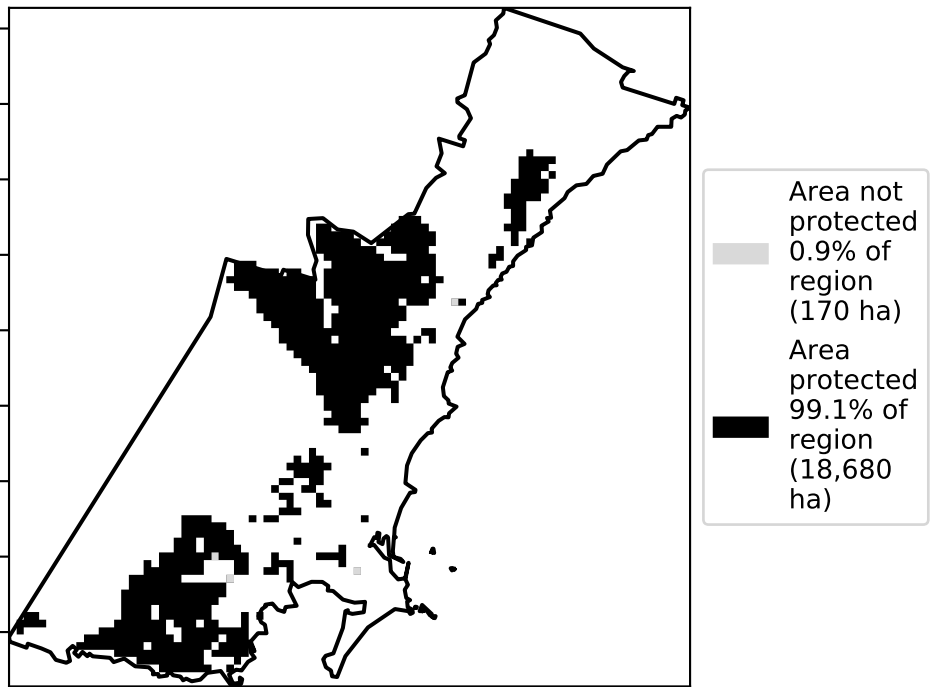 Area not
protected
0.9% of
region
(170 ha)
Area
protected
99.1% of
region
(18,680
ha)